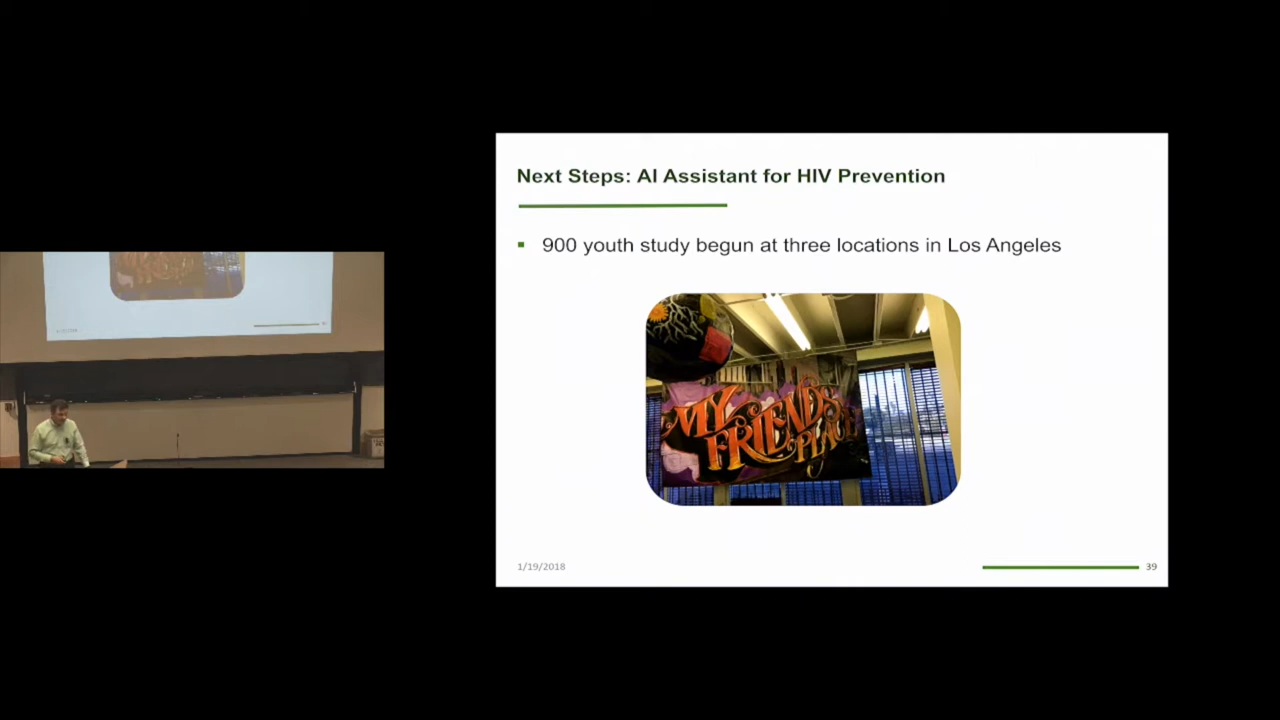 Next Steps: AI Assistant for HIV Prevention
900 youth study begun at three locations in Los Angeles
MY
FRIENDS
PLACE
1/19/2018
39